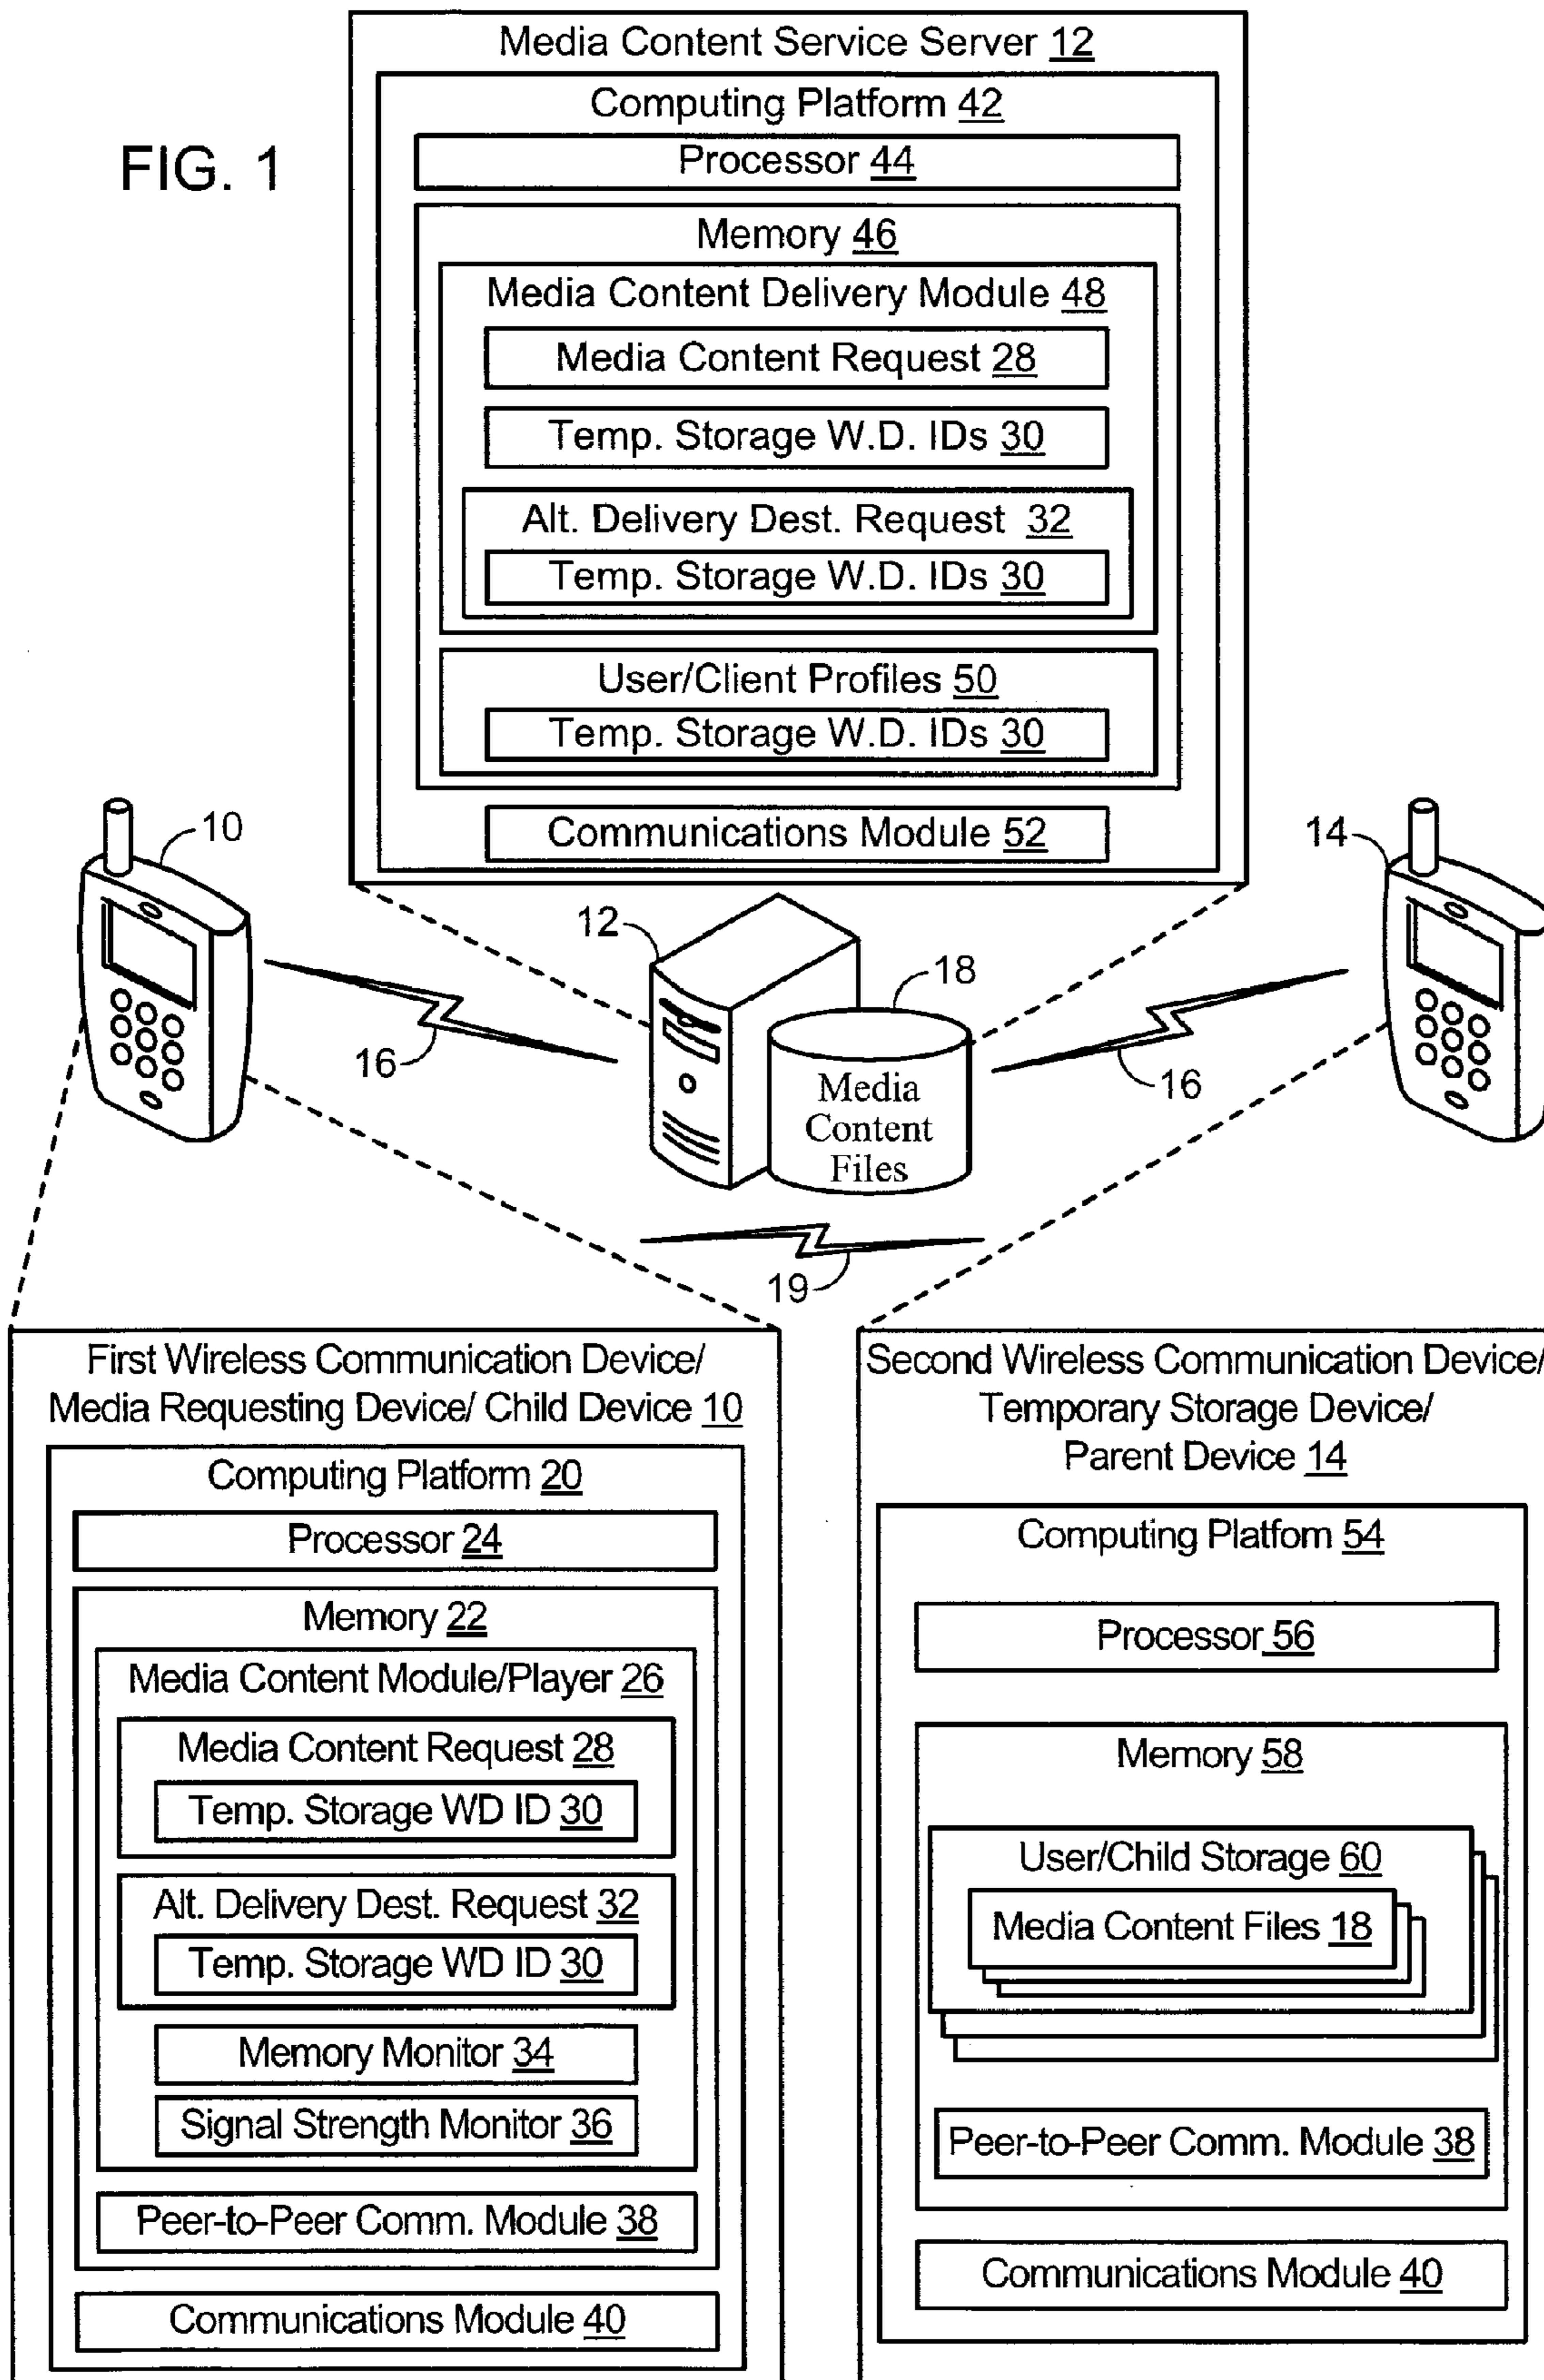 FIG. 1
Media Content Service Server 12
Computing Platform 42
Processor 44
Memory 46
Media Content Delivery Module 48
Media Content Request 28
Temp. Storage W.D. IDs 30
Alt. Delivery Dest. Request 32
Temp. Storage W.D. IDs 30
User/Client Profiles 50
Temp. Storage W.D. IDs 30
Communications Module 52
10
14
12
18
16
16
Media
Content
Files
19
First Wireless Communication Device/
Media Requesting Device/ Child Device 10
Computing Platform 20
Processor 24
Memory 22
Media Content Module/Player 26
Media Content Request 28
Temp. Storage WD ID 30
Alt. Delivery Dest. Request 32
Temp. Storage WD ID 30
Memory Monitor 34
Signal Strength Monitor 36
Peer-to-Peer Comm. Module 38
Communications Module 40
Second Wireless Communication Device/
Temporary Storage Device/
Parent Device 14
Computing Platfom 54
Processor 56
Memory 58
User/Child Storage 60
Media Content Files 18
Peer-to-Peer Comm. Module 38
Communications Module 40